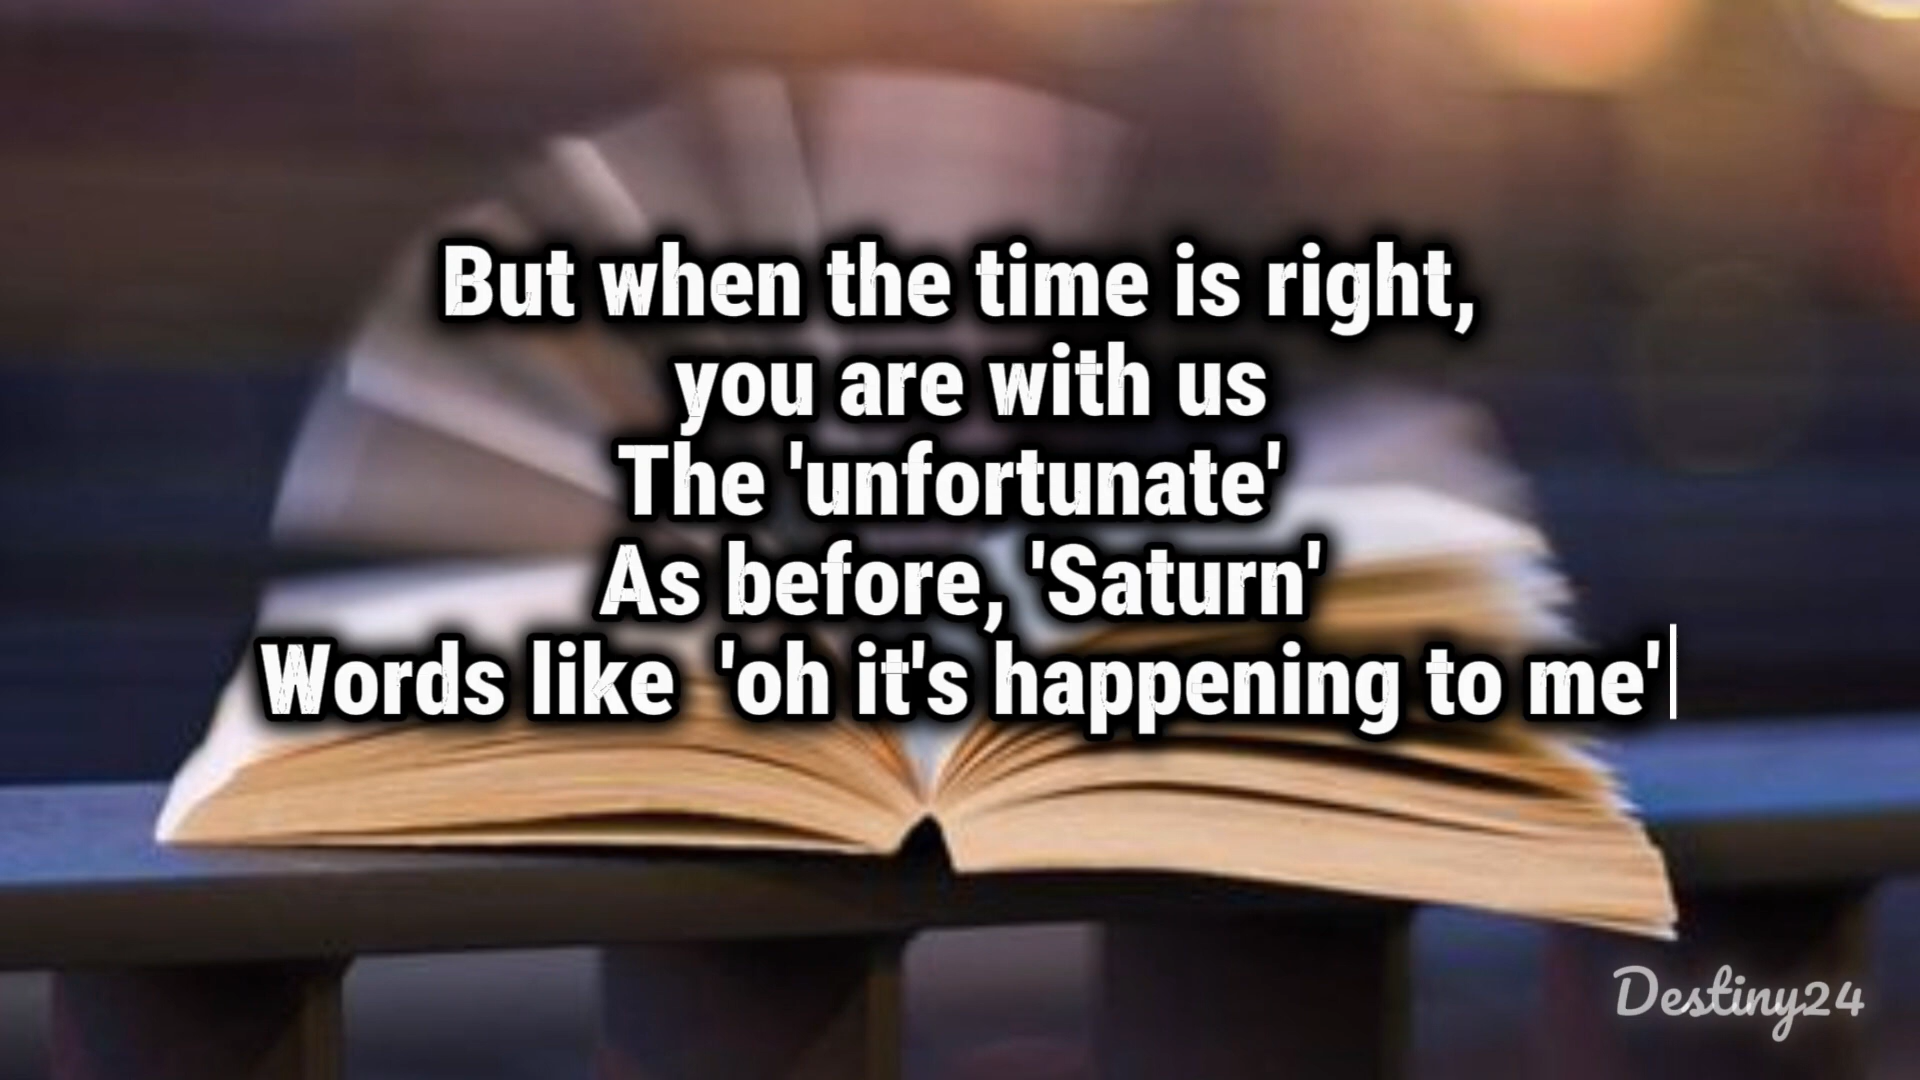 But when the time is right,
you are with us
The 'unfortunate'
As before, 'Saturn'
Words like  'oh it's happening to me'
Destiny24